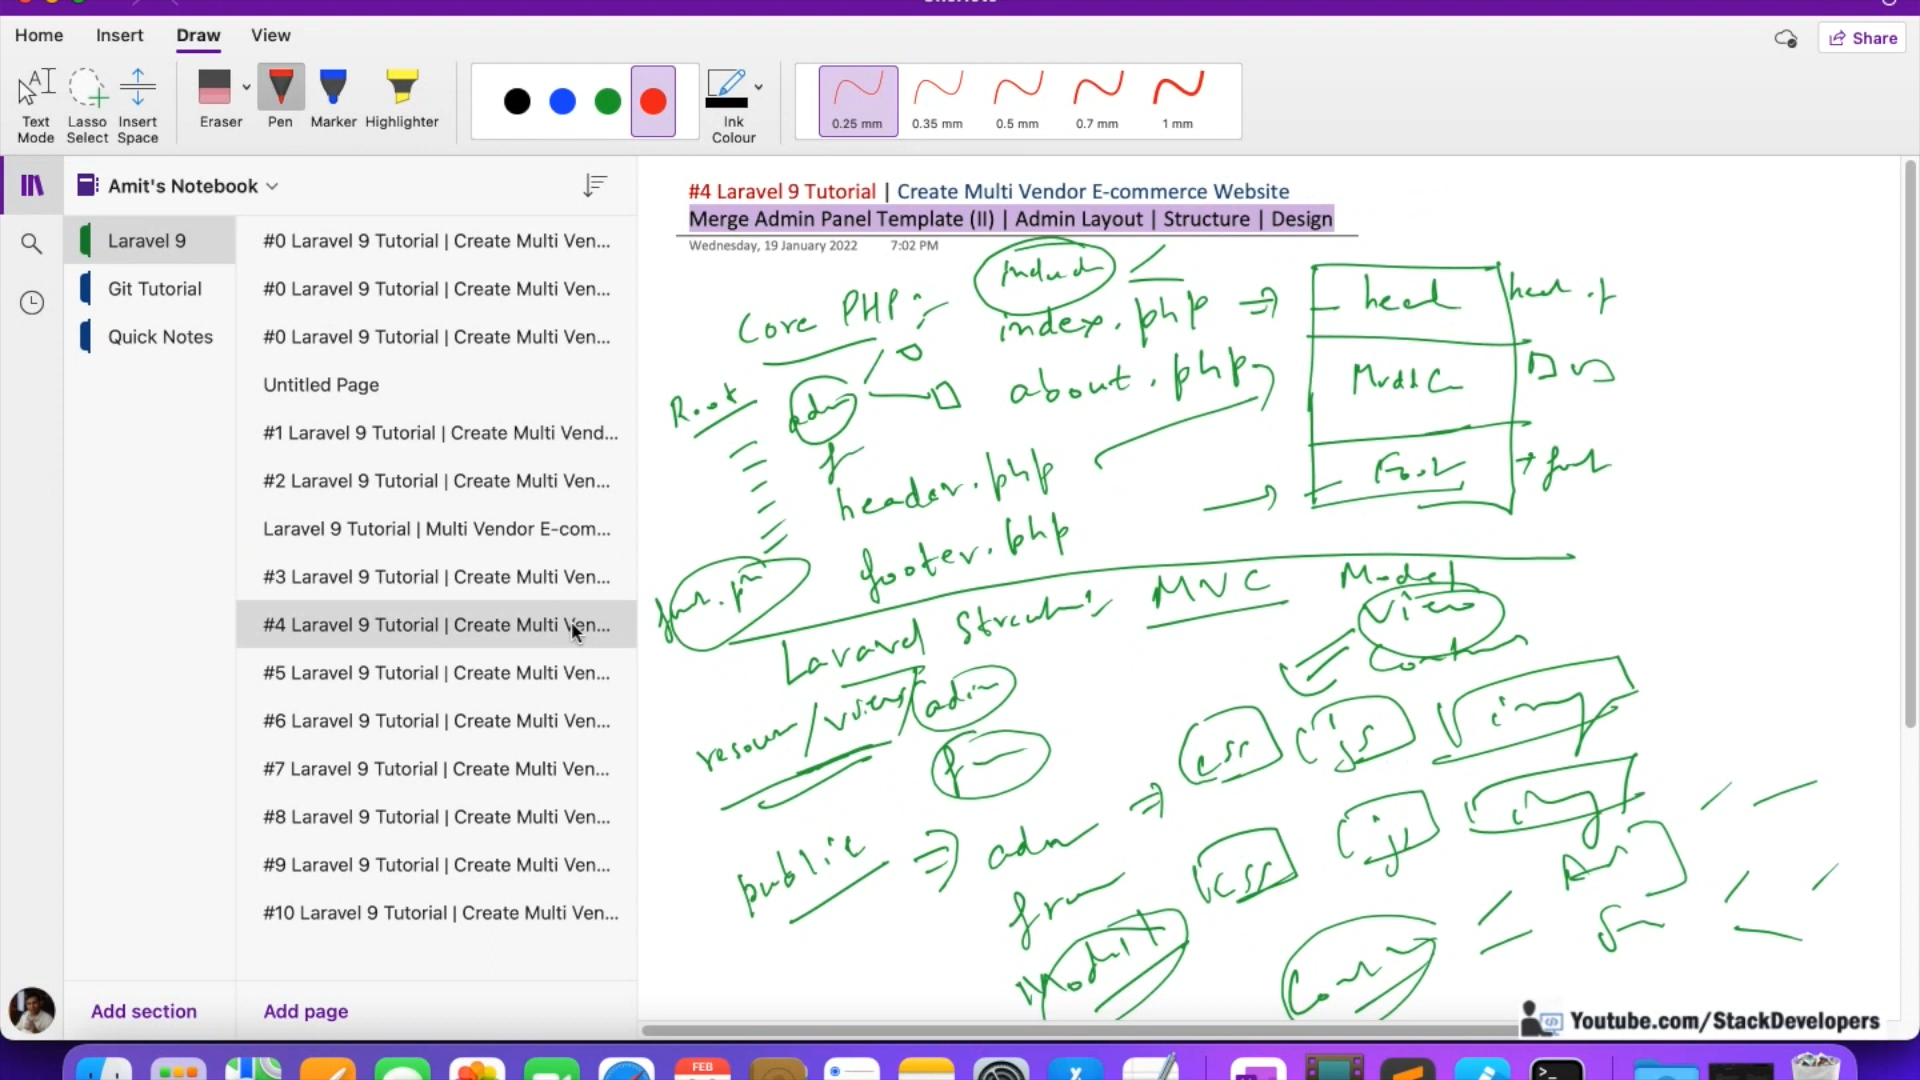 Home Insert Draw View
Share
Text Mode
Lasso Select
Insert Space
Eraser
Pen
Marker
Highlighter
Ink Colour
0.25 mm
0.35 mm
0.5 mm
0.7 mm
1 mm
Amit's Notebook
Laravel 9
Git Tutorial
Quick Notes
#0 Laravel 9 Tutorial | Create Multi Ven...
#0 Laravel 9 Tutorial | Create Multi Ven...
#0 Laravel 9 Tutorial | Create Multi Ven...
Untitled Page
#1 Laravel 9 Tutorial | Create Multi Vend...
#2 Laravel 9 Tutorial | Create Multi Ven...
Laravel 9 Tutorial | Multi Vendor E-com...
#3 Laravel 9 Tutorial | Create Multi Ven...
#4 Laravel 9 Tutorial | Create Multi Ven...
#5 Laravel 9 Tutorial | Create Multi Ven...
#6 Laravel 9 Tutorial | Create Multi Ven...
#7 Laravel 9 Tutorial | Create Multi Ven...
#8 Laravel 9 Tutorial | Create Multi Ven...
#9 Laravel 9 Tutorial | Create Multi Ven...
#10 Laravel 9 Tutorial | Create Multi Ven...
Add section
Add page
#4 Laravel 9 Tutorial | Create Multi Vendor E-commerce Website
Merge Admin Panel Template (II) | Admin Layout | Structure | Design
Wednesday, 19 January 2022 7:02 PM
Core PHP :-
index.php
head
about.php
Root
header.php
footer.php
MVC Model
View
Laravel
css js img
public
css
img
Youtube.com/StackDevelopers
FEB